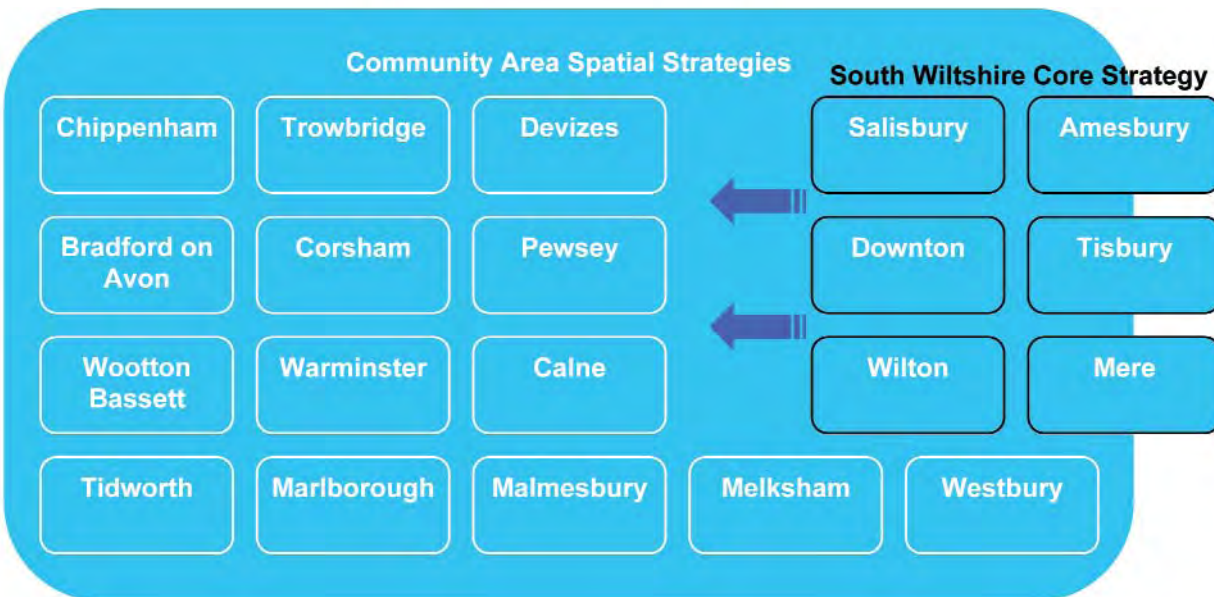 Community Area Spatial Strategies
South Wiltshire Core Strategy
Chippenham
Trowbridge
Devizes
Salisbury
Amesbury
Bradford on
Avon
Corsham
Pewsey
Downton
Tisbury
Wootton
Bassett
Warminster
Calne
Wilton
Mere
Tidworth
Marlborough
Malmesbury
Melksham
Westbury